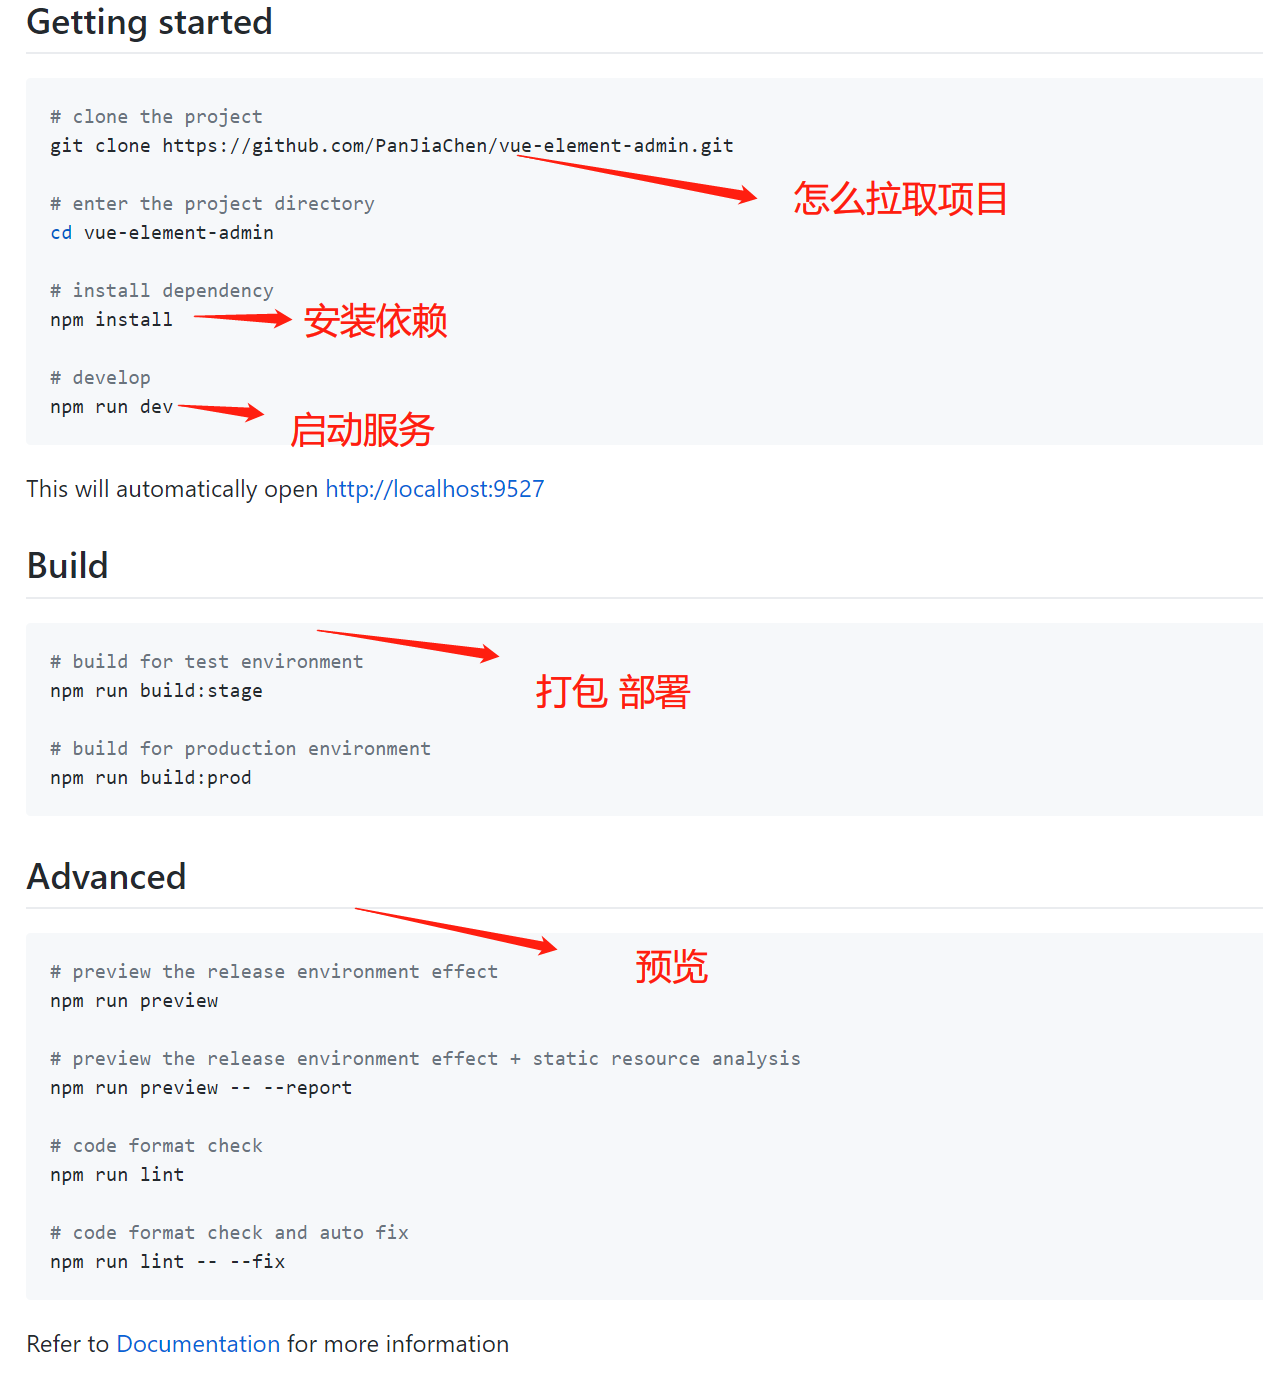 Getting started
# clone the project
git clone https://github.com/PanJiaChen/vue-element-admin.git
怎么拉取项目
# enter the project directory
cd vue-element-admin
# install dependency
npm install
安装依赖
# develop
npm run dev
启动服务
This will automatically open http://localhost:9527
Build
# build for test environment
npm run build:stage
打包 部署
# build for production environment
npm run build:prod
Advanced
预览
# preview the release environment effect
npm run preview
# preview the release environment effect + static resource analysis
npm run preview -- --report
# code format check
npm run lint
# code format check and auto fix
npm run lint -- --fix
Refer to Documentation for more information